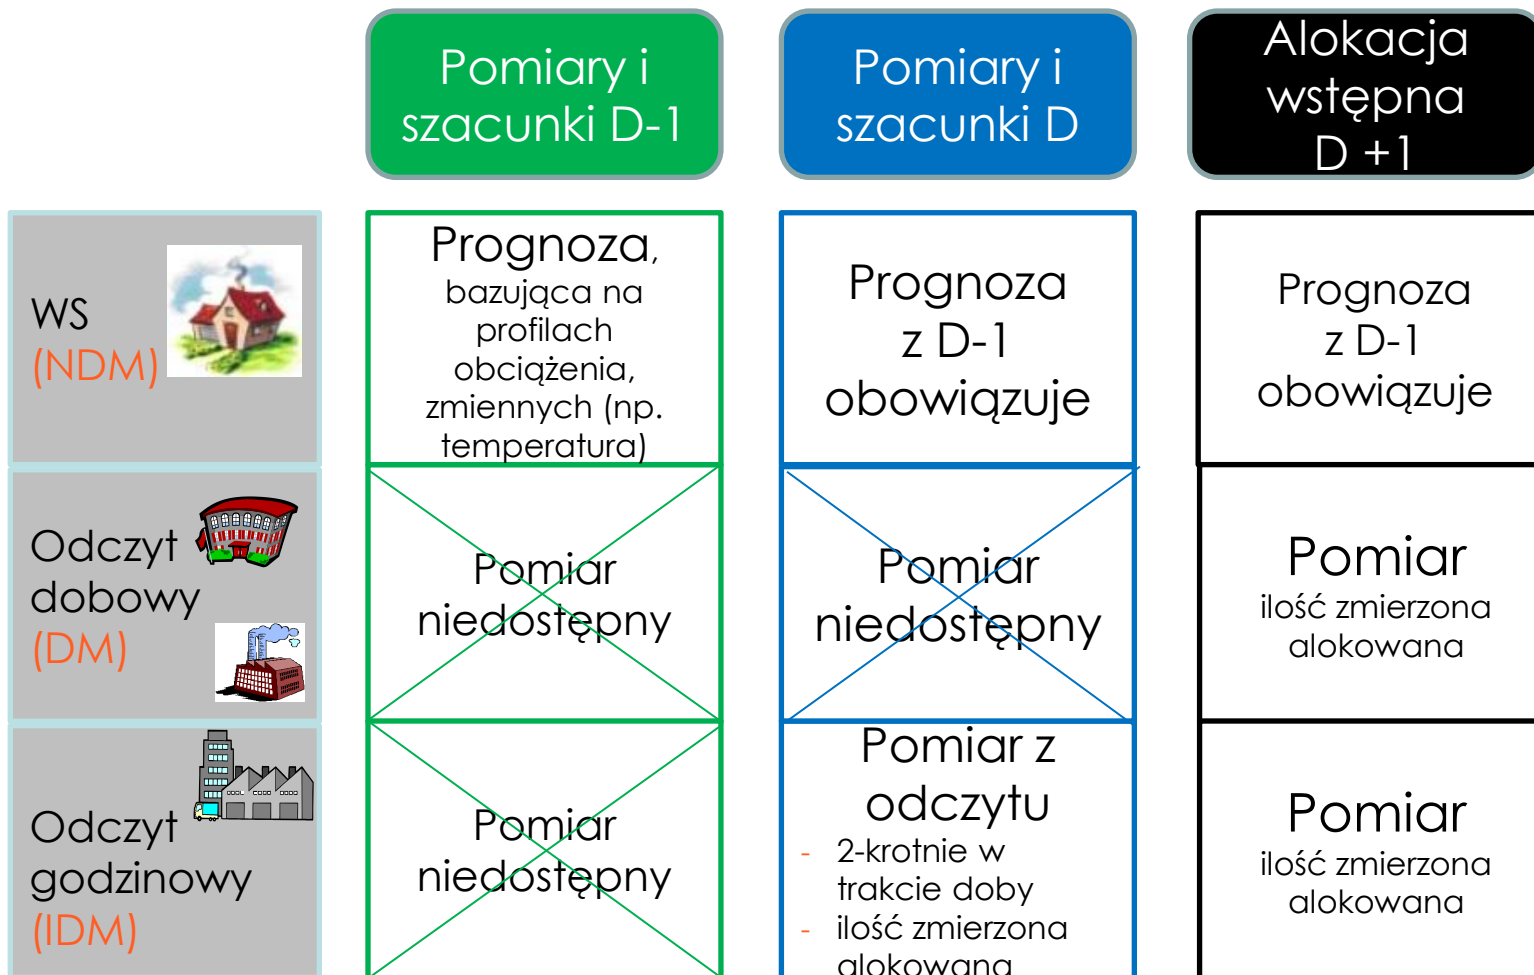 Pomiary i
szacunki D-1
Pomiary i
szacunki D
Alokacja
wstępna
D +1
WS
(NDM)
Prognoza,
bazująca na
profilach
obciążenia,
zmiennych (np.
temperatura)
Prognoza
z D-1
obowiązuje
Prognoza
z D-1
obowiązuje
Odczyt
dobowy
(DM)
Pomiar
niedostępny
Pomiar
niedostępny
Pomiar
ilość zmierzona
alokowana
Odczyt
godzinowy
(IDM)
Pomiar
niedostępny
Pomiar z
odczytu
- 2-krotnie w
trakcie doby
- ilość zmierzona
alokowana
Pomiar
ilość zmierzona
alokowana